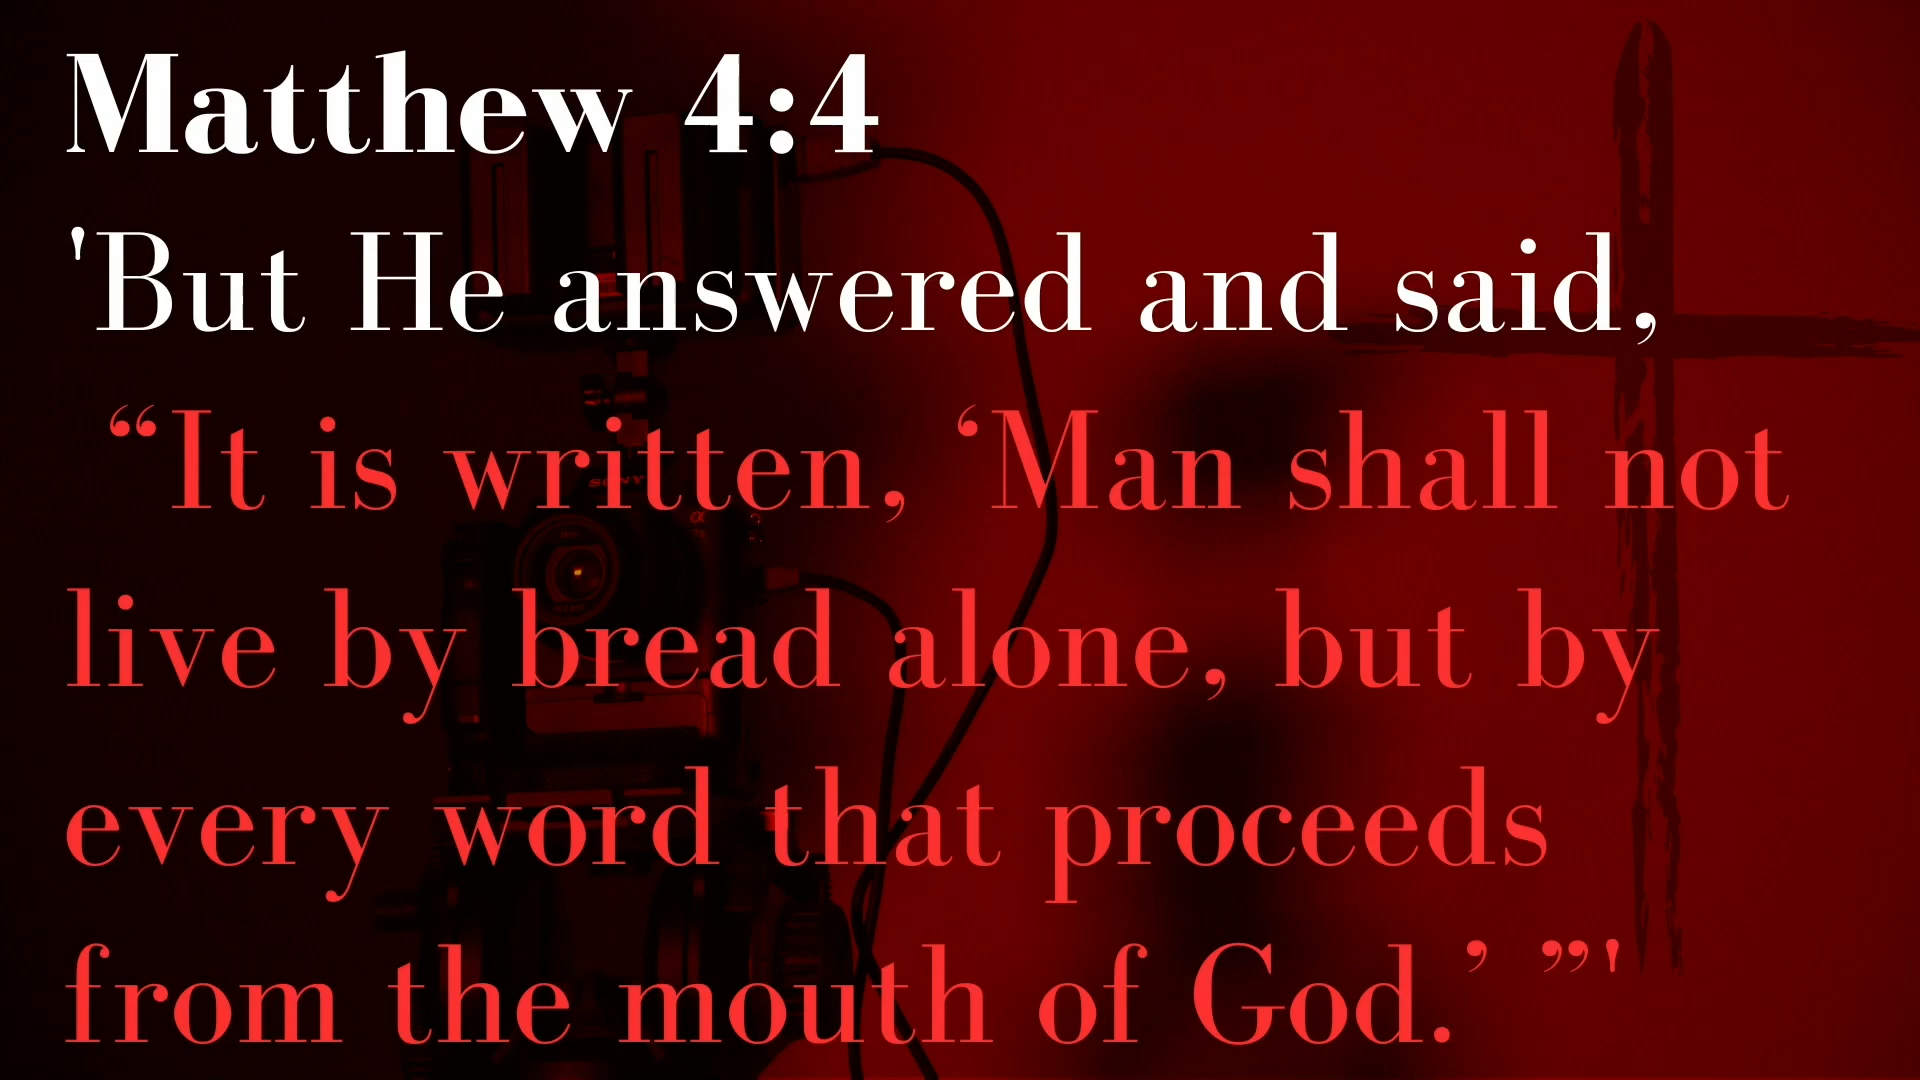 Matthew 4:4
'But He answered and said,
“It is written, ‘Man shall not
live by bread alone, but by
every word that proceeds
from the mouth of God.’ ”'
SONY
α